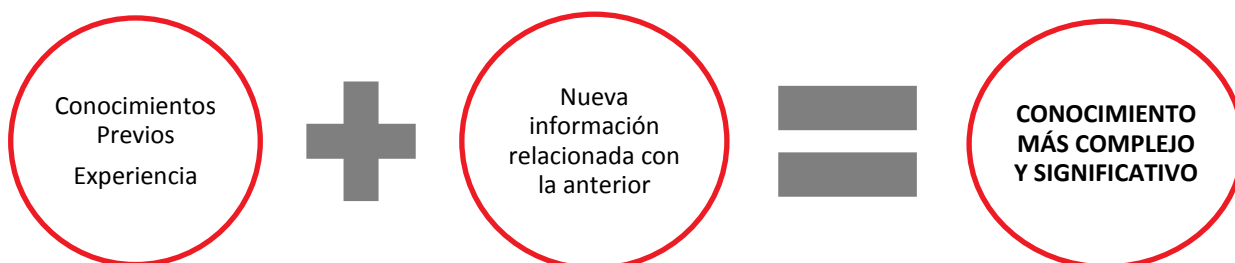 Conocimientos
Previos
Experiencia
Nueva
información
relacionada con
la anterior
CONOCIMIENTO
MÁS COMPLEJO
Y SIGNIFICATIVO